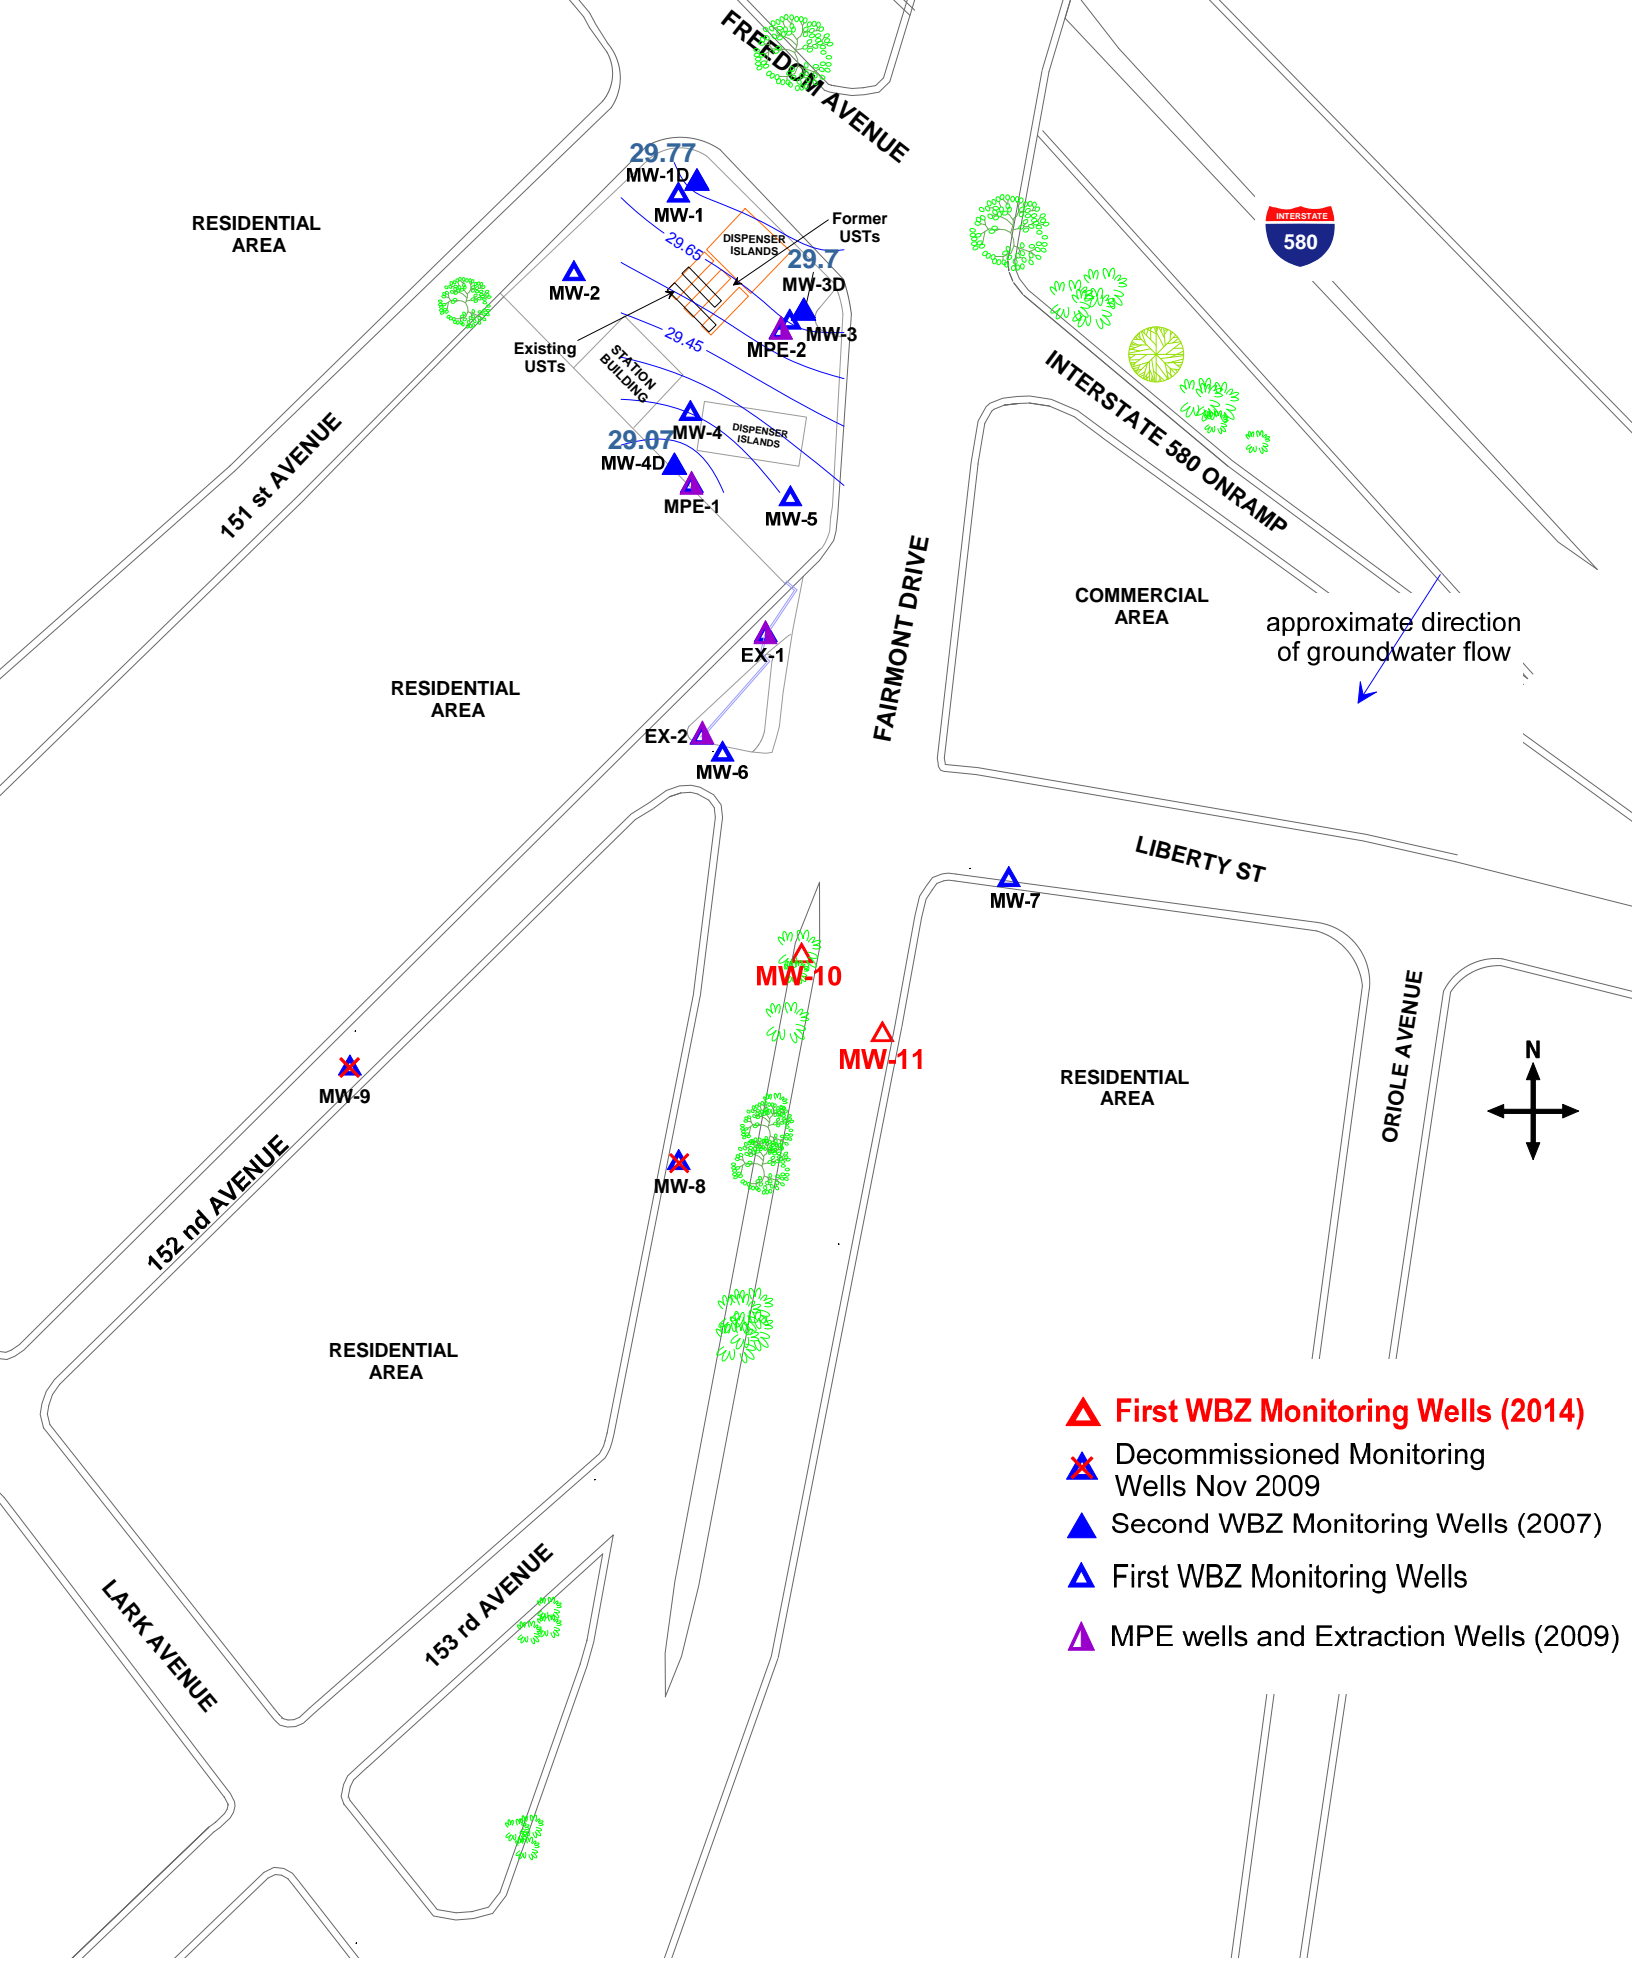 FREEDOM AVENUE
29.77
MW-1D
MW-1
RESIDENTIAL
AREA
Former
USTs
DISPENSER
ISLANDS
29.65
29.7
MW-3D
MW-2
MW-3
MPE-2
29.45
Existing
USTs
STATION
BUILDING
INTERSTATE
580
INTERSTATE 580 ONRAMP
151 st AVENUE
MW-4
DISPENSER
ISLANDS
29.07
MW-4D
MPE-1
MW-5
FAIRMONT DRIVE
COMMERCIAL
AREA
approximate direction
of groundwater flow
EX-1
RESIDENTIAL
AREA
EX-2
MW-6
LIBERTY ST
MW-7
MW-10
MW-11
ORIOLE AVENUE
N
RESIDENTIAL
AREA
MW-9
MW-8
152 nd AVENUE
RESIDENTIAL
AREA
First WBZ Monitoring Wells (2014)
Decommissioned Monitoring
Wells Nov 2009
Second WBZ Monitoring Wells (2007)
First WBZ Monitoring Wells
MPE wells and Extraction Wells (2009)
153 rd AVENUE
LARK AVENUE